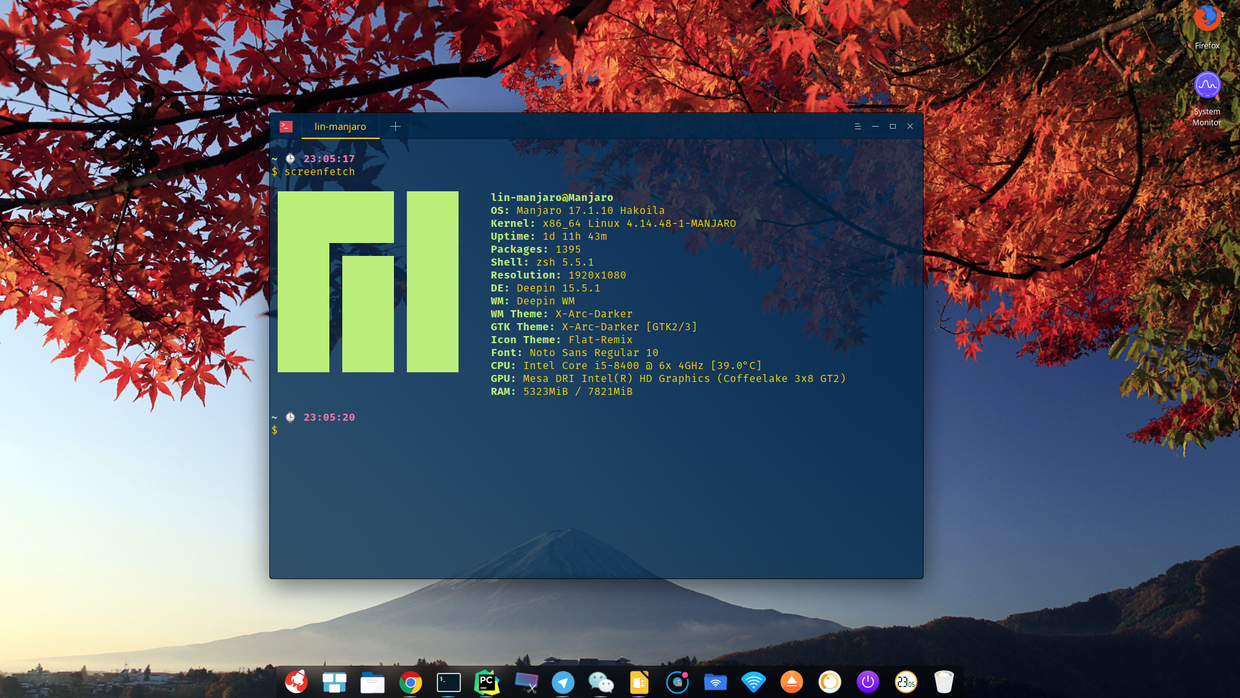 Firefox
System
Monitor
lin-manjaro
~ 23:05:17
$ screenfetch
lin-manjaro@Manjaro
OS: Manjaro 17.1.10 Hakoila
Kernel: x86_64 Linux 4.14.48-1-MANJARO
Uptime: 1d 11h 43m
Packages: 1395
Shell: zsh 5.5.1
Resolution: 1920x1080
DE: Deepin 15.5.1
WM: Deepin WM
WM Theme: X-Arc-Darker
GTK Theme: X-Arc-Darker [GTK2/3]
Icon Theme: Flat-Remix
Font: Noto Sans Regular 10
CPU: Intel Core i5-8400 @ 6x 4GHz [39.0°C]
GPU: Mesa DRI Intel(R) HD Graphics (Coffeelake 3x8 GT2)
RAM: 5323MiB / 7821MiB
~ 23:05:20
$
PC
23 05